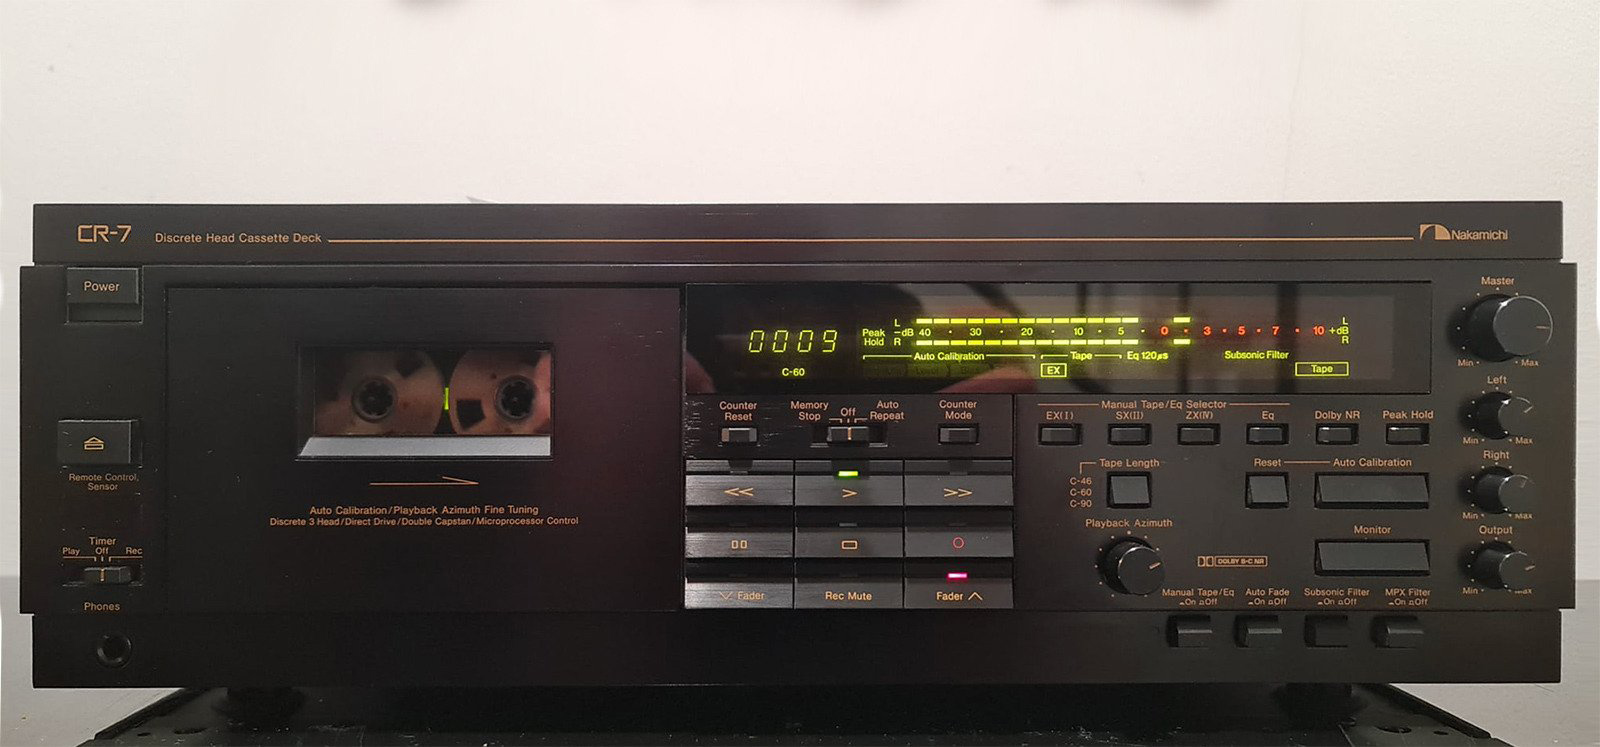 CR-7 Discrete Head Cassette Deck
Nakamichi
Power
Remote Control,
Sensor
Timer
Play Off Rec
Phones
Auto Calibration/Playback Azimuth Fine Tuning
Discrete 3 Head/Direct Drive/Double Capstan/Microprocessor Control
0009
C-60
Peak
Hold
L
-dB 40 30 20 10 5 0 3 5 7 10 +dB
R
L
R
Auto Calibration
Tape
Eq 120µs
Subsonic Filter
EX
Tape
Counter
Reset
Memory
Stop
Off
Auto
Repeat
Counter
Mode
<<
>
>>
Fader
Rec Mute
Fader
Manual Tape/Eq Selector
EX(I) SX(II) ZX(IV) Eq Dolby NR Peak Hold
Tape Length
C-46
C-60
C-90
Reset
Auto Calibration
Playback Azimuth
Monitor
DOLBY B-C NR
Manual Tape/Eq
On Off
Auto Fade
On Off
Subsonic Filter
On Off
MPX Filter
On Off
Master
Min Max
Left
Min Max
Right
Min Max
Output
Min Max